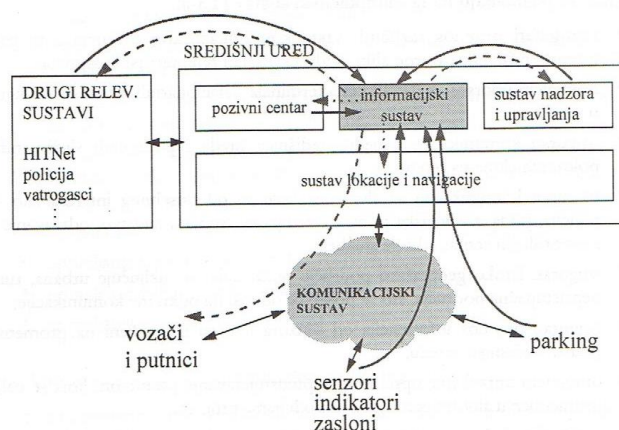 SREDIŠNJI URED
DRUGI RELEV.
SUSTAVI
HITNet
policija
vatrogasci
⋮
pozivni centar
informacijski
sustav
sustav nadzora
i upravljanja
sustav lokacije i navigacije
KOMUNIKACIJSKI
SUSTAV
vozači
i putnici
parking
senzori
indikatori
zasloni